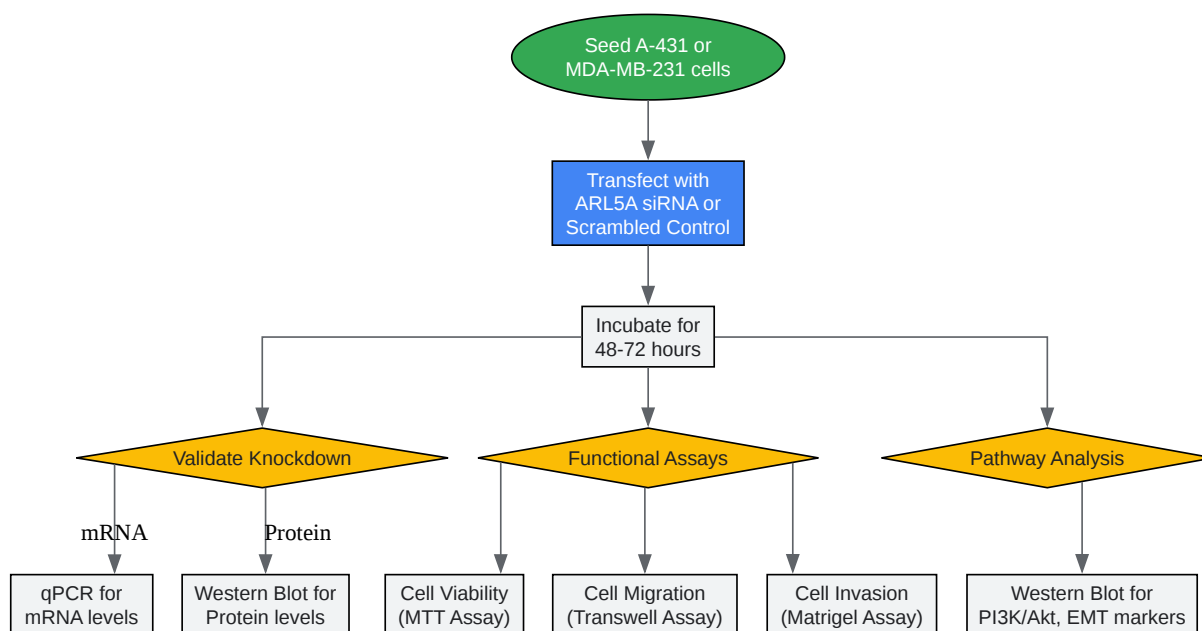 Seed A-431 or
MDA-MB-231 cells
Transfect with
ARL5A siRNA or
Scrambled Control
Incubate for
48-72 hours
Validate Knockdown
Functional Assays
Pathway Analysis
mRNA
Protein
qPCR for
mRNA levels
Western Blot for
Protein levels
Cell Viability
(MTT Assay)
Cell Migration
(Transwell Assay)
Cell Invasion
(Matrigel Assay)
Western Blot for
PI3K/Akt, EMT markers